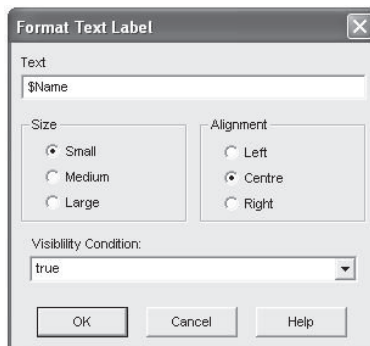 Format Text Label
Text
$Name
Size
Alignment
Small
Left
Medium
Centre
Large
Right
Visiblility Condition:
true
OK
Cancel
Help